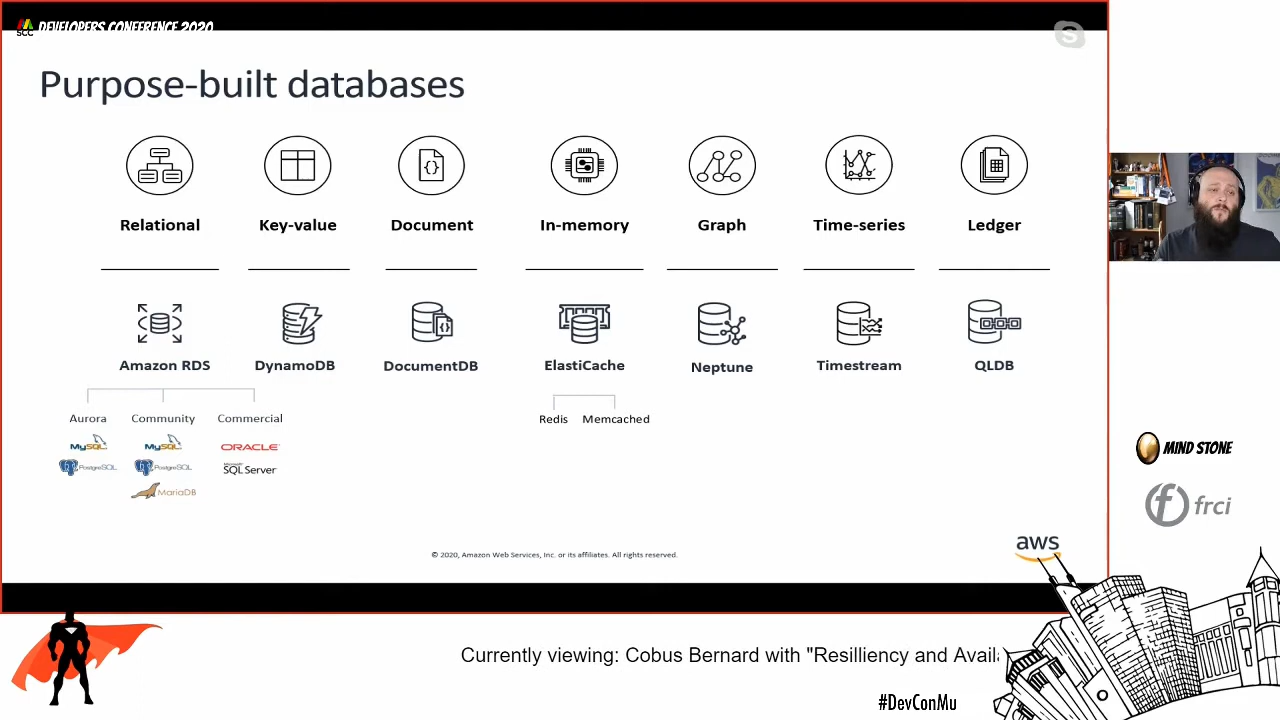 SCC DEVELOPERS CONFERENCE 2020
Purpose-built databases
Relational Key-value Document In-memory Graph Time-series Ledger
Amazon RDS DynamoDB DocumentDB ElastiCache Neptune Timestream QLDB
Aurora Community Commercial Redis Memcached
MySQL MySQL ORACLE
PostgreSQL PostgreSQL Microsoft SQL Server
MariaDB
© 2020, Amazon Web Services, Inc. or its affiliates. All rights reserved.
aws
MIND STONE
frci
Currently viewing: Cobus Bernard with "Resilliency and Avail
#DevConMu